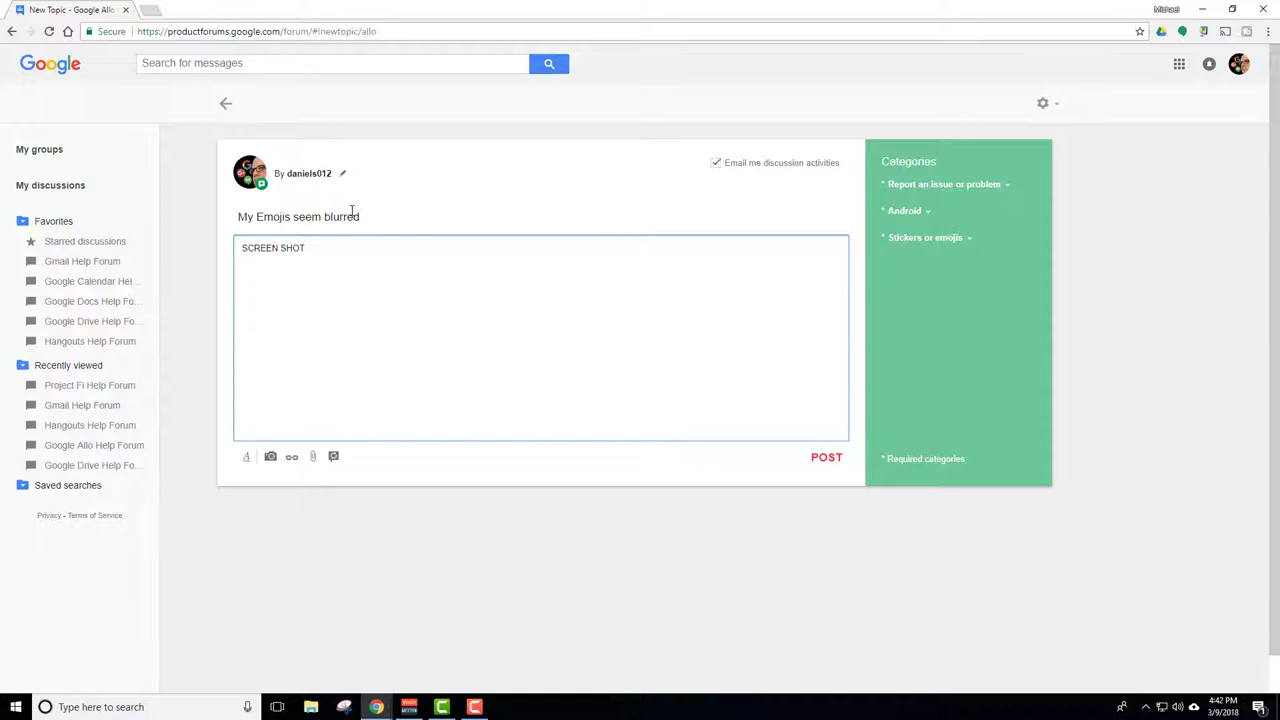 New Topic - Google Allo
Michael
Secure
https://productforums.google.com/forum/#!newtopic/allo
Google
Search for messages
My groups
My discussions
Favorites
Starred discussions
Gmail Help Forum
Google Calendar Hel...
Google Docs Help Fo...
Google Drive Help Fo...
Hangouts Help Forum
Recently viewed
Project Fi Help Forum
Gmail Help Forum
Hangouts Help Forum
Google Allo Help Forum
Google Drive Help Fo...
Saved searches
Privacy - Terms of Service
By daniels012
Email me discussion activities
My Emojis seem blurred
SCREEN SHOT
POST
Categories
* Report an issue or problem
* Android
* Stickers or emojis
* Required categories
Type here to search
4:42 PM
3/9/2018